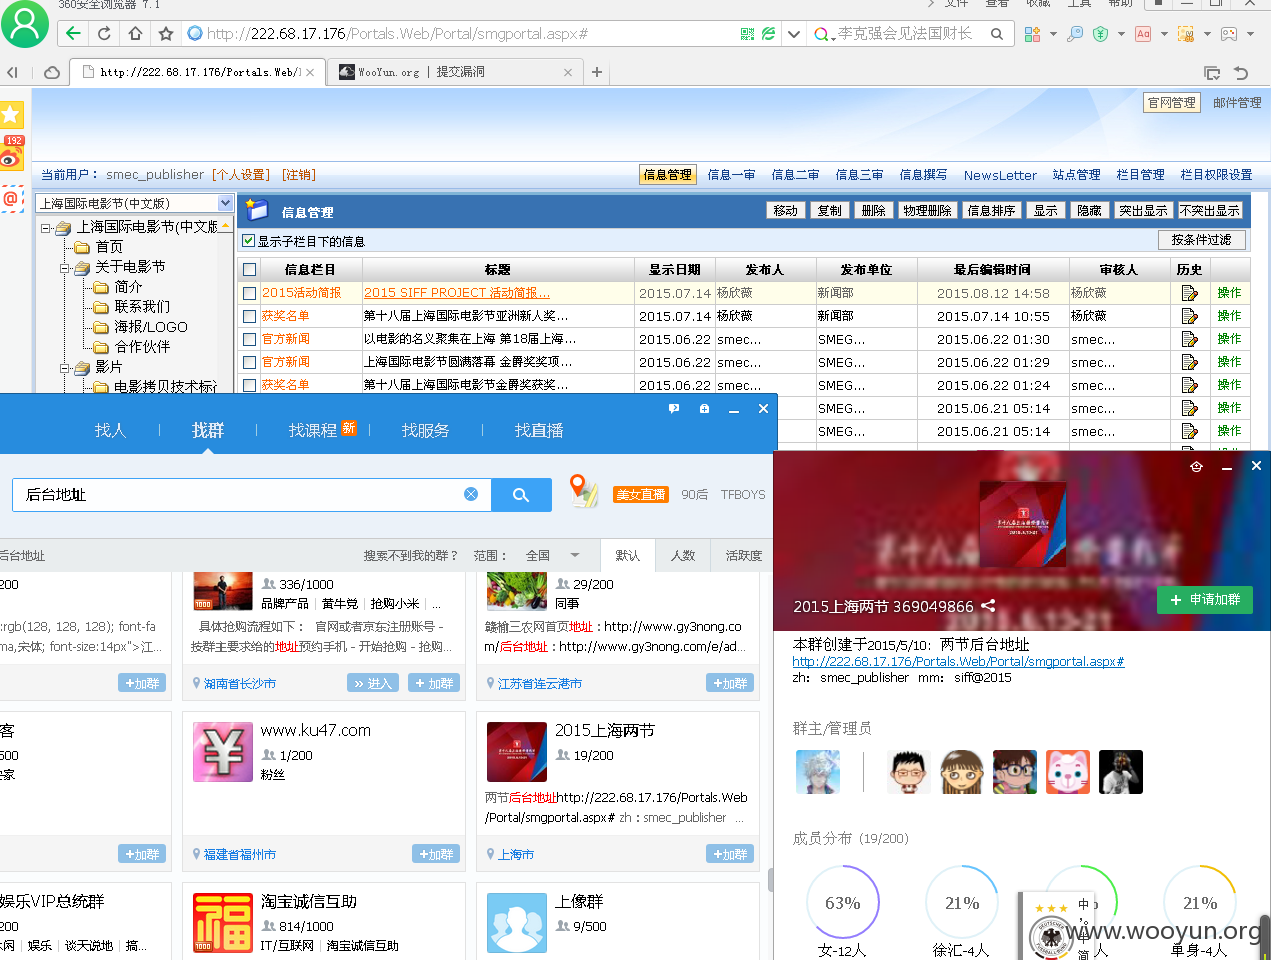 360安全浏览器 7.1
文件 查看 收藏 工具 帮助
http://222.68.17.176/Portals.Web/Portal/smgportal.aspx#
李克强会见法国财长
http://222.68.17.176/Portals.Web/
WooYun.org | 提交漏洞
官网管理 邮件管理
192
当前用户： smec_publisher [个人设置] [注销]
信息管理 信息一审 信息二审 信息三审 信息撰写 NewsLetter 站点管理 栏目管理 栏目权限设置
上海国际电影节(中文版)
信息管理
移动 复制 删除 物理删除 信息排序 显示 隐藏 突出显示 不突出显示
上海国际电影节(中文版
显示子栏目下的信息
按条件过滤
首页
关于电影节
简介
联系我们
海报/LOGO
合作伙伴
影片
电影拷贝技术标准
信息栏目 标题 显示日期 发布人 发布单位 最后编辑时间 审核人 历史
2015活动简报 2015 SIFF PROJECT 活动简报... 2015.07.14 杨欣薇 新闻部 2015.08.12 14:58 杨欣薇 操作
获奖名单 第十八届上海国际电影节亚洲新人奖... 2015.07.14 杨欣薇 新闻部 2015.07.14 10:55 杨欣薇 操作
官方新闻 以电影的名义聚集在上海 第18届上海... 2015.06.22 smec... SMEG... 2015.06.22 01:30 smec... 操作
官方新闻 上海国际电影节圆满落幕 金爵奖奖项... 2015.06.22 smec... SMEG... 2015.06.22 01:29 smec... 操作
获奖名单 第十八届上海国际电影节金爵奖获奖... 2015.06.22 smec... SMEG... 2015.06.22 01:24 smec... 操作
SMEG... 2015.06.21 05:14 smec... 操作
SMEG... 2015.06.21 05:14 smec... 操作
找人 找群 找课程 新 找服务 找直播
后台地址
美女直播 90后 TFBOYS
后台地址
搜索不到我的群？ 范围： 全国 默认 人数 活跃度
200
336/1000
品牌产品 | 黄牛党 | 抢购小米 | ...
具体抢购流程如下： 官网或者京东注册账号 -
按群主要求给的地址预约手机 - 开始抢购 - 抢购...
湖南省长沙市 进入 +加群
29/200
同事
赣榆三农网首页地址：http://www.gy3nong.co
m/后台地址：http://www.gy3nong.com/e/ad...
江苏省连云港市 +加群
:rgb(128, 128, 128); font-fa
ma,宋体; font-size:14px">江...
+加群
客
500
www.ku47.com
1/200
粉丝
福建省福州市 +加群
2015上海两节
19/200
两节后台地址http://222.68.17.176/Portals.Web
/Portal/smgportal.aspx# zh：smec_publisher ...
上海市 +加群
+加群
娱乐VIP总统群
200
休闲 | 娱乐 | 谈天说地 | 摘...
淘宝诚信互助
814/1000
IT/互联网 | 淘宝诚信互助
上像群
9/500
2015上海两节 369049866
+ 申请加群
本群创建于2015/5/10: 两节后台地址
http://222.68.17.176/Portals.Web/Portal/smgportal.aspx#
zh: smec_publisher mm: siff@2015
群主/管理员
成员分布 (19/200)
63% 21% 21%
女-12人 徐汇-4人 人 单身-4人
www.wooyun.org